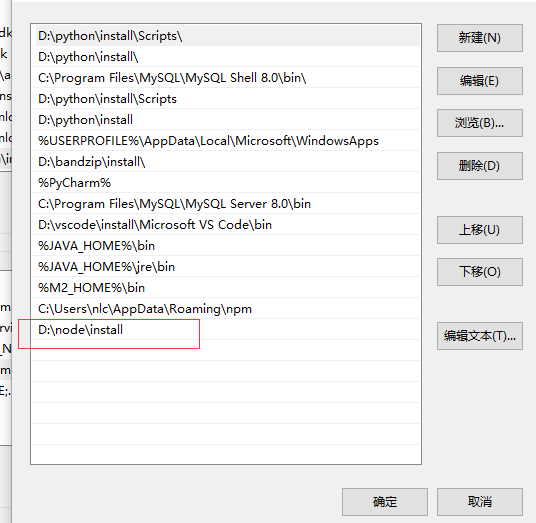 D:\python\install\Scripts\
D:\python\install\
C:\Program Files\MySQL\MySQL Shell 8.0\bin\
D:\python\install\Scripts
D:\python\install
%USERPROFILE%\AppData\Local\Microsoft\WindowsApps
D:\bandzip\install\
%PyCharm%
C:\Program Files\MySQL\MySQL Server 8.0\bin
D:\vscode\install\Microsoft VS Code\bin
%JAVA_HOME%\bin
%JAVA_HOME%\jre\bin
%M2_HOME%\bin
C:\Users\nlc\AppData\Roaming\npm
D:\node\install
新建(N)
编辑(E)
浏览(B)...
删除(D)
上移(U)
下移(O)
编辑文本(T)...
确定
取消